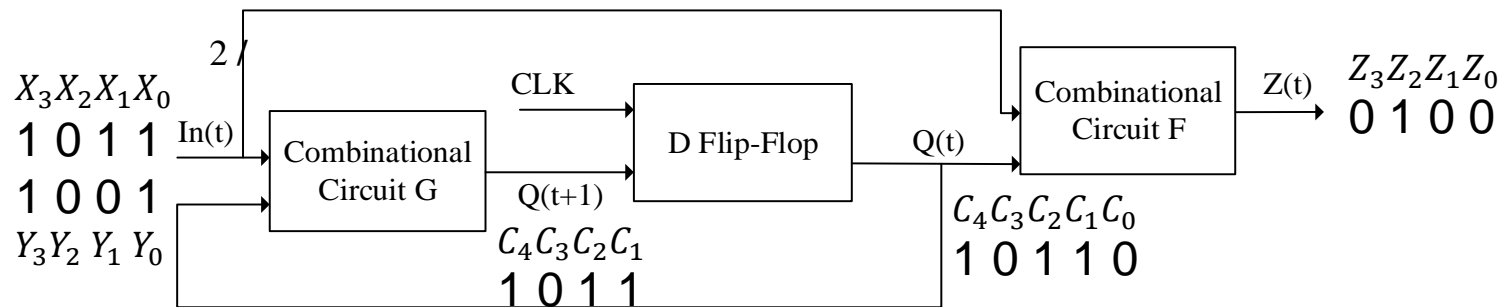 2 /
X₃X₂X₁X₀
1 0 1 1
In(t)
1 0 0 1
Y₃Y₂ Y₁ Y₀
Combinational
Circuit G
CLK
Q(t+1)
C₄C₃C₂C₁
1 0 1 1
D Flip-Flop
Q(t)
C₄C₃C₂C₁C₀
1 0 1 1 0
Combinational
Circuit F
Z(t)
Z₃Z₂Z₁Z₀
0 1 0 0